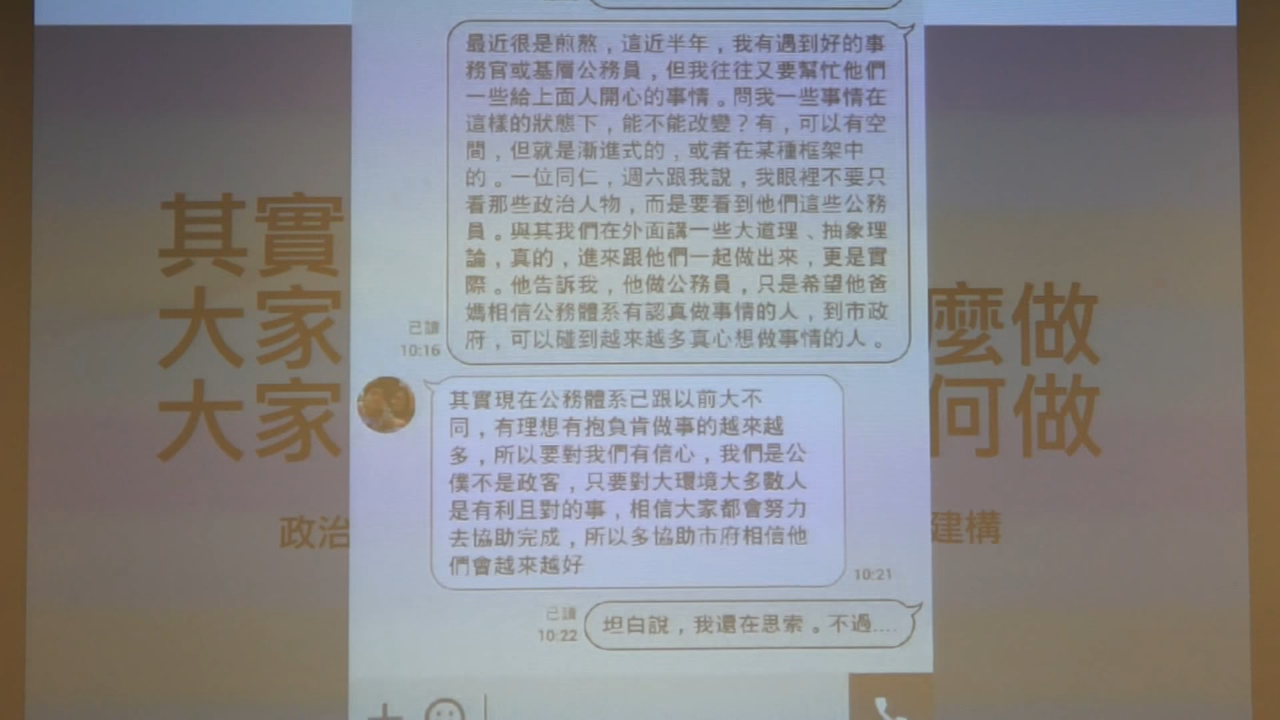 最近很是煎熬，這近半年，我有遇到好的事
務官或基層公務員，但我往往又要幫忙他們
一些給上面人開心的事情。問我一些事情在
這樣的狀態下，能不能改變？有，可以有空
間，但就是漸進式的，或者在某種框架中
的。一位同仁，週六跟我說，我眼裡不要只
看那些政治人物，而是要看到他們這些公務
員。與其我們在外面講一些大道理、抽象理
論，真的，進來跟他們一起做出來，更是實
際。他告訴我，他做公務員，只是希望他爸
媽相信公務體系有認真做事情的人，到市政
府，可以碰到越來越多真心想做事情的人。
已讀
10:16
其實現在公務體系已跟以前大不
同，有理想有抱負肯做事的越來越
多，所以要對我們有信心，我們是公
僕不是政客，只要對大環境大多數人
是有利且對的事，相信大家都會努力
去協助完成，所以多協助市府相信他
們會越來越好
10:21
已讀
10:22
坦白說，我還在思索。不過....
其實
大家
麼做
大家
何做
政治
建構